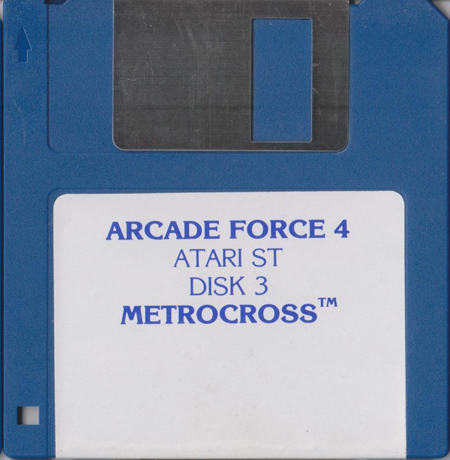 ARCADE FORCE 4
ATARI ST
DISK 3
METROCROSS™